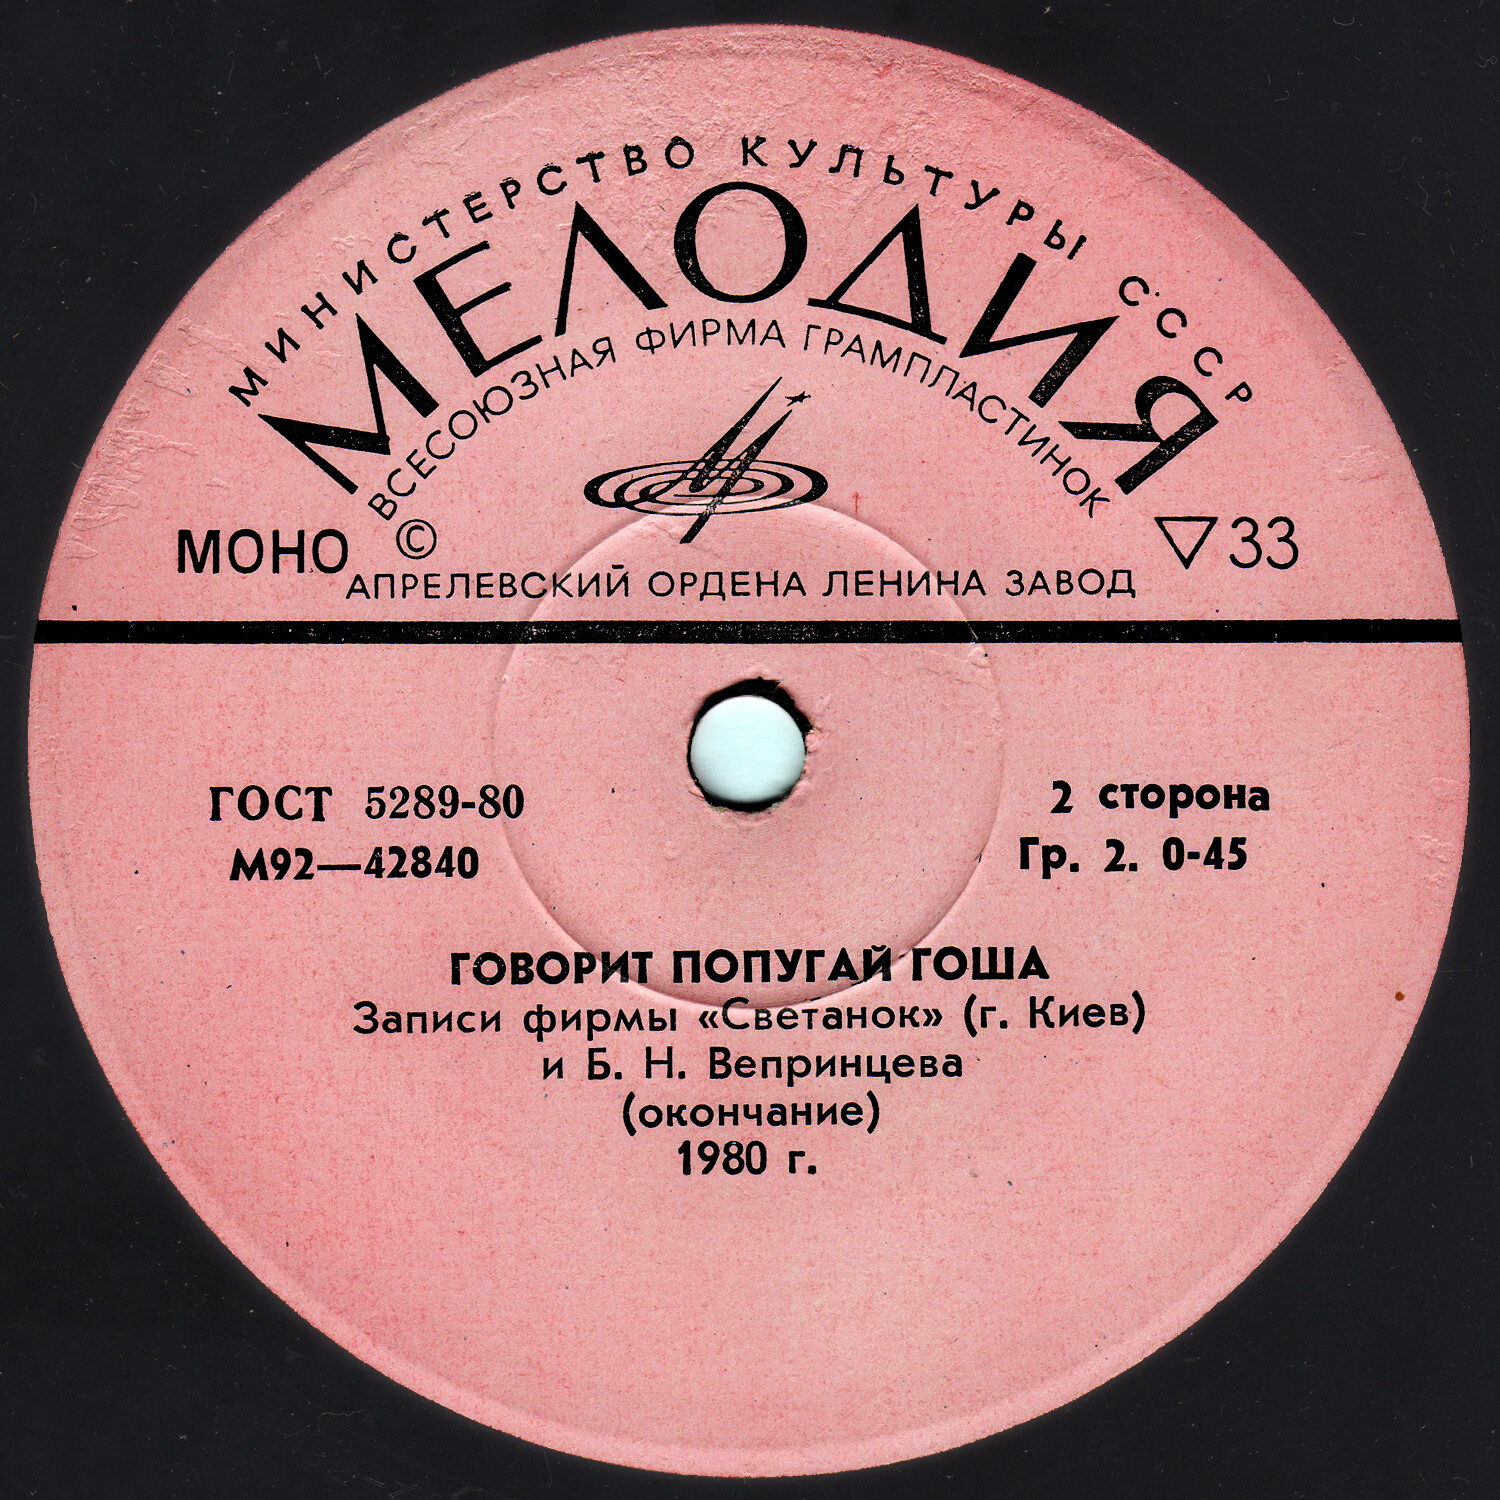 МИНИСТЕРСТВО КУЛЬТУРЫ СССР
МЕЛОДИЯ
ВСЕСОЮЗНАЯ ФИРМА ГРАМПЛАСТИНОК
МОНО © ▽33
АПРЕЛЕВСКИЙ ОРДЕНА ЛЕНИНА ЗАВОД
ГОСТ 5289-80 2 сторона
М92—42840 Гр. 2. 0-45
ГОВОРИТ ПОПУГАЙ ГОША
Записи фирмы «Светанок» (г. Киев)
и Б. Н. Вепринцева
(окончание)
1980 г.